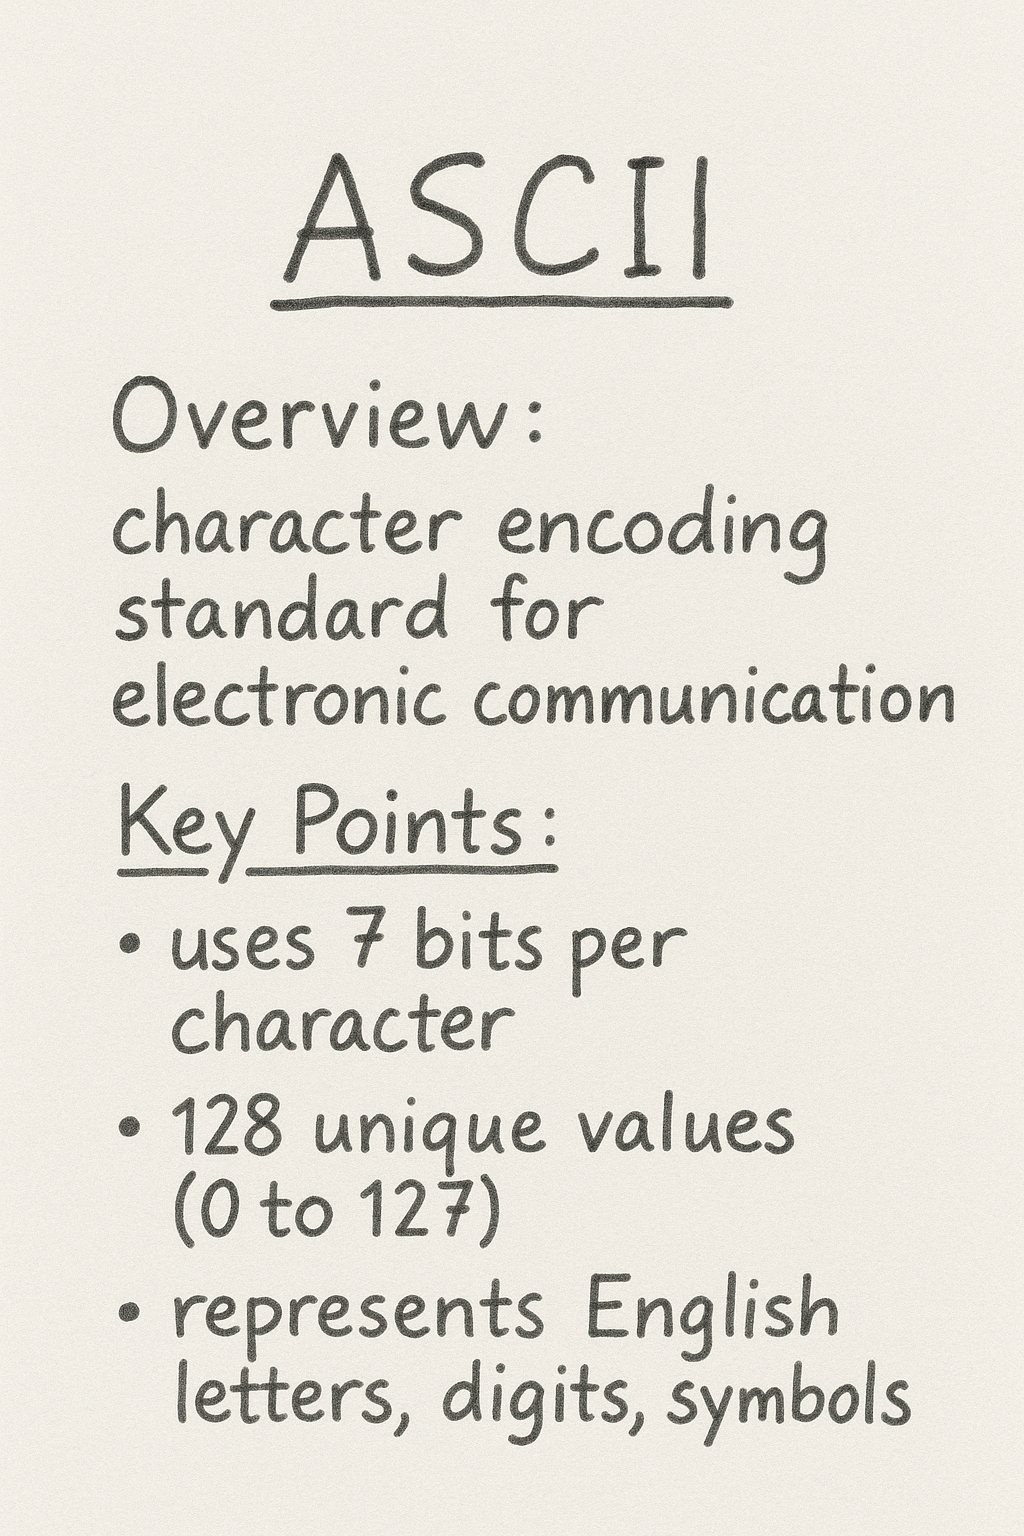 ASCII
Overview:
character encoding
standard for
electronic communication
Key Points:
• uses 7 bits per
character
• 128 unique values
(0 to 127)
• represents English
letters, digits, symbols